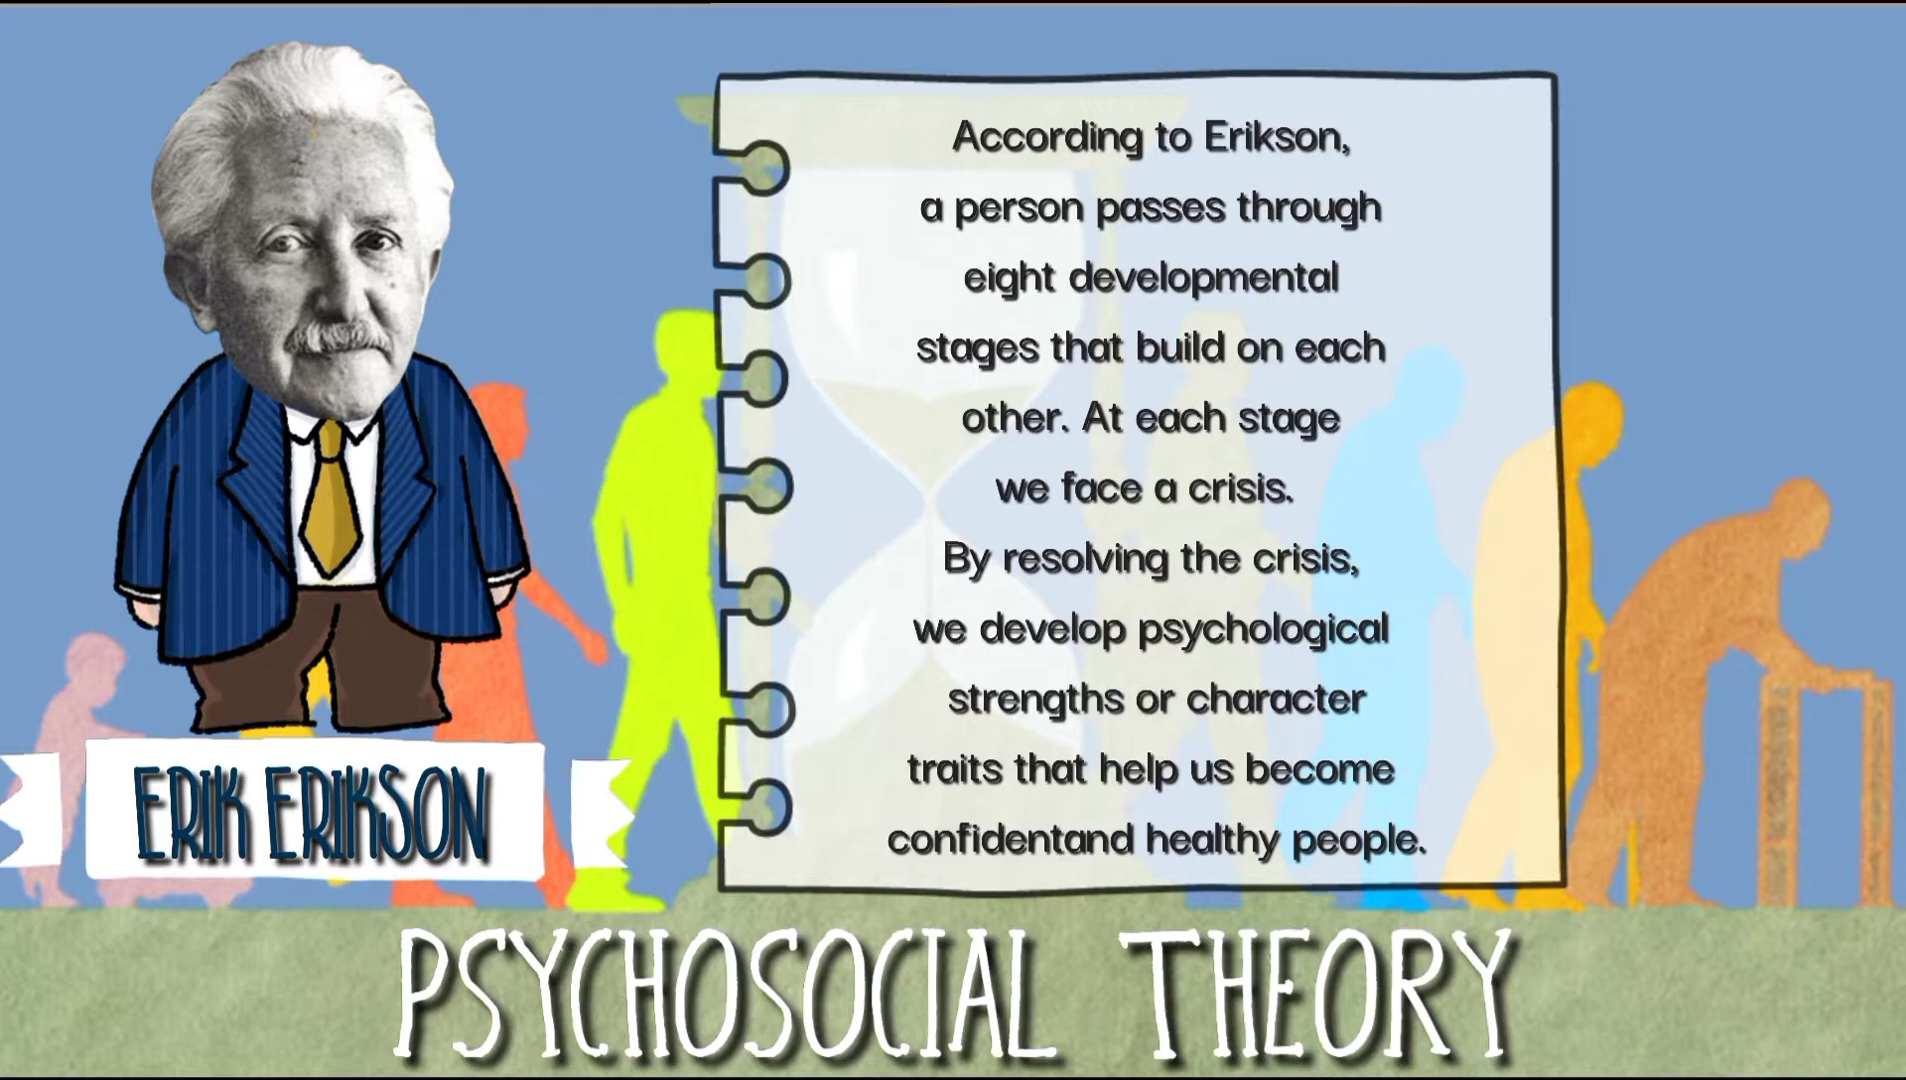 According to Erikson,
a person passes through
eight developmental
stages that build on each
other. At each stage
we face a crisis.
By resolving the crisis,
we develop psychological
strengths or character
traits that help us become
confidentand healthy people.
ERIK ERIKSON
PSYCHOSOCIAL THEORY